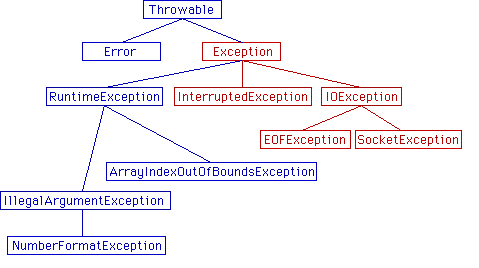 Throwable
Error
Exception
RuntimeException
InterruptedException
IOException
EOFException
SocketException
ArrayIndexOutOfBoundsException
IllegalArgumentException
NumberFormatException